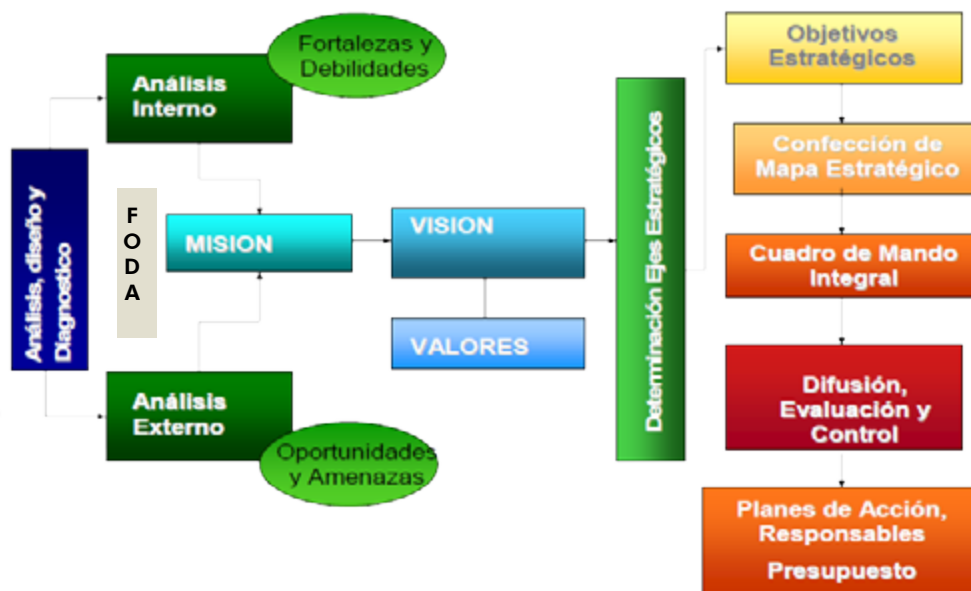 Análisis, diseño y
Diagnostico
Análisis
Interno
Fortalezas y
Debilidades
F
O
D
A
MISION
Análisis
Externo
Oportunidades
y Amenazas
VISION
VALORES
Determinación Ejes Estratégicos
Objetivos
Estratégicos
Confección de
Mapa Estratégico
Cuadro de Mando
Integral
Difusión,
Evaluación y
Control
Planes de Acción,
Responsables
Presupuesto